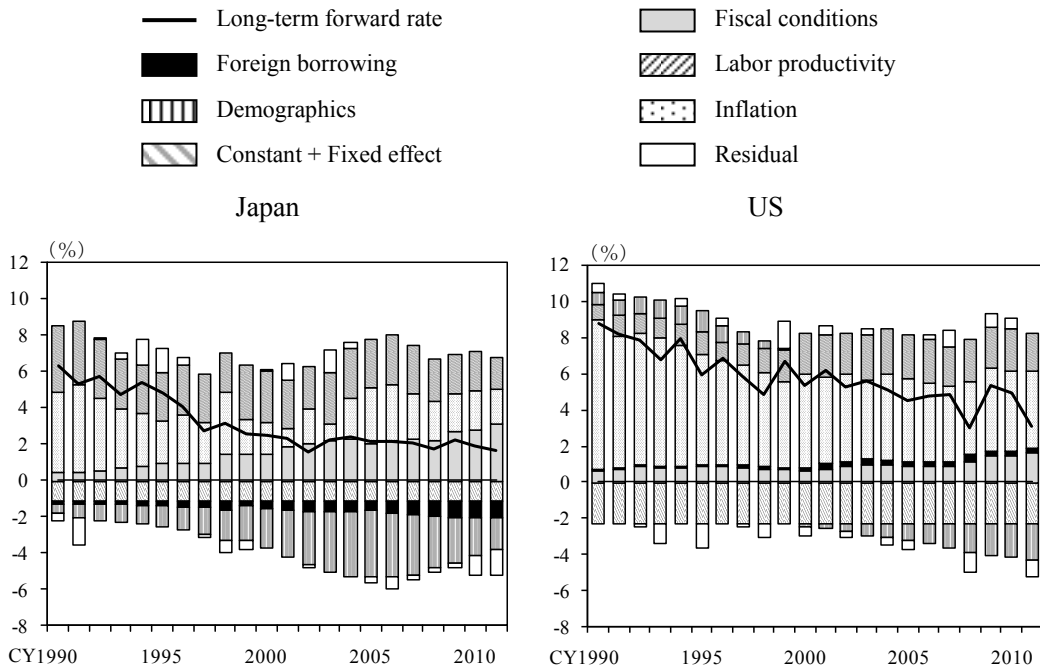 Long-term forward rate
Fiscal conditions
Foreign borrowing
Labor productivity
Demographics
Inflation
Constant + Fixed effect
Residual
Japan
US
(%)
12
10
8
6
4
2
0
-2
-4
-6
-8
CY1990 1995 2000 2005 2010
(%)
12
10
8
6
4
2
0
-2
-4
-6
-8
CY1990 1995 2000 2005 2010